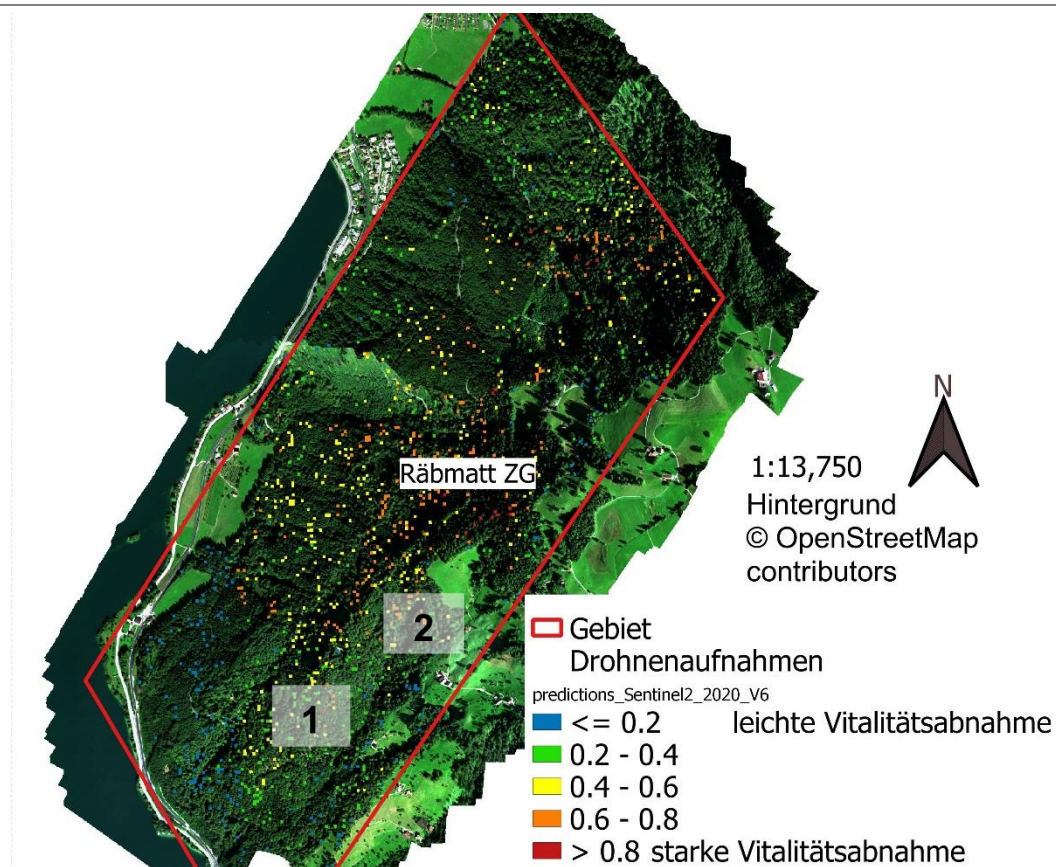 N
Räbmatt ZG
1:13,750
Hintergrund
© OpenStreetMap
contributors
2
1
Gebiet
Drohnenaufnahmen
predictions_Sentinel2_2020_V6
<= 0.2 leichte Vitalitätsabnahme
0.2 - 0.4
0.4 - 0.6
0.6 - 0.8
> 0.8 starke Vitalitätsabnahme